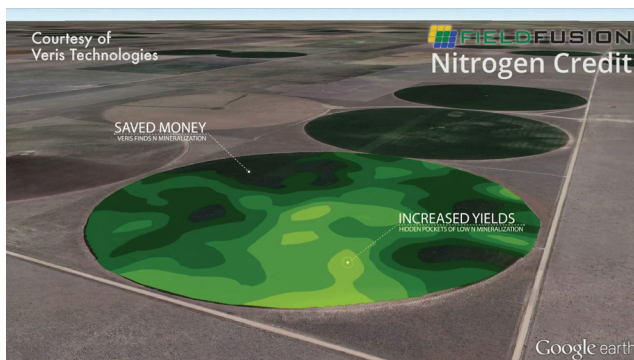 Courtesy of
Veris Technologies
FIELDFUSION
Nitrogen Credit
SAVED MONEY
VERIS FINDS N MINERALIZATION
INCREASED YIELDS
HIDDEN POCKETS OF LOW N MINERALIZATION
Google earth